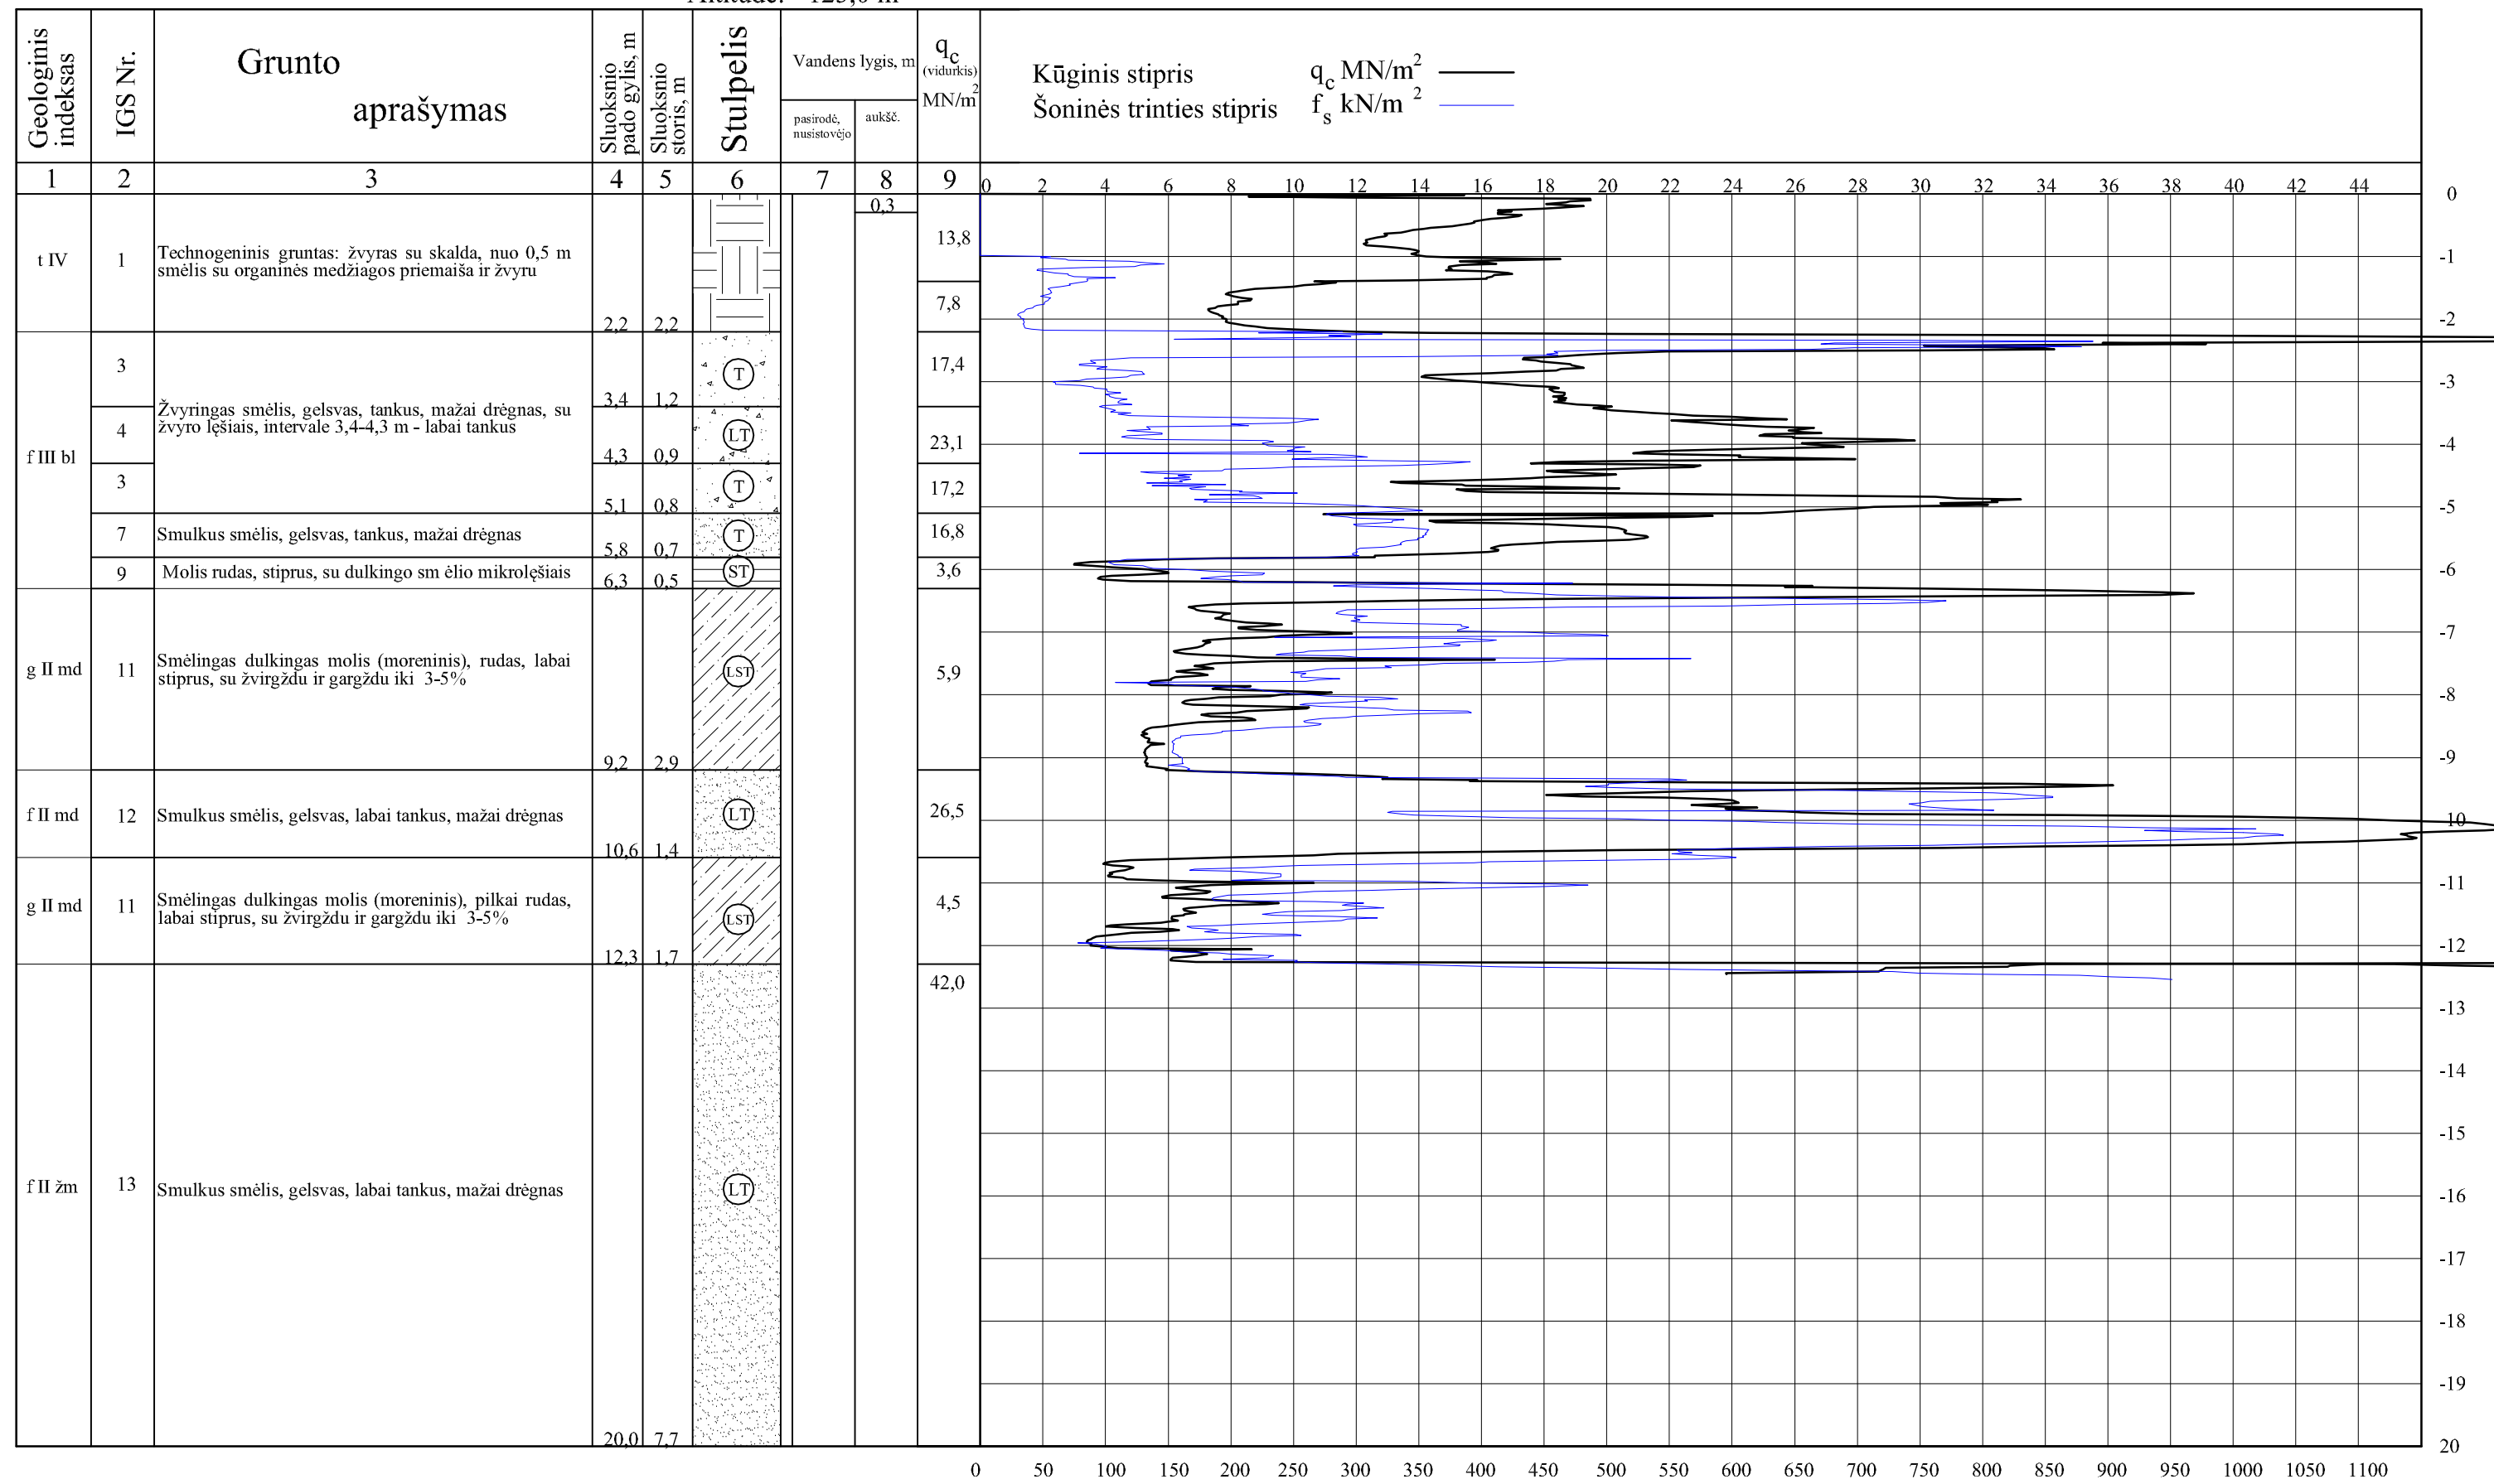 Geologinis
indeksas
IGS Nr.
Grunto
aprašymas
Sluoksnio
pado gylis, m
Sluoksnio
storis, m
Stulpelis
Vandens lygis, m
pasirodė,
nusistovėjo
aukšč.
qc
(vidurkis)
MN/m2
Kūginis stipris qc MN/m2
Šoninės trinties stipris fs kN/m 2
1 2 3 4 5 6 7 8 9
0 2 4 6 8 10 12 14 16 18 20 22 24 26 28 30 32 34 36 38 40 42 44
0
0,3
13,8
t IV 1
Technogeninis gruntas: žvyras su skalda, nuo 0,5 m
smėlis su organinės medžiagos priemaiša ir žvyru
-1
7,8
2,2 2,2
-2
3
T
17,4
-3
3,4 1,2
Žvyringas smėlis, gelsvas, tankus, mažai drėgnas, su
žvyro lęšiais, intervale 3,4-4,3 m - labai tankus
4
LT
23,1
-4
f III bl
4,3 0,9
3
T
17,2
5,1 0,8
-5
7 Smulkus smėlis, gelsvas, tankus, mažai drėgnas
T
16,8
5,8 0,7
9 Molis rudas, stiprus, su dulkingo sm ėlio mikrolęšiais
ST
3,6
-6
6,3 0,5
-7
g II md 11
Smėlingas dulkingas molis (moreninis), rudas, labai
stiprus, su žvirgždu ir gargždu iki 3-5%
LST
5,9
-8
9,2 2,9
-9
f II md 12 Smulkus smėlis, gelsvas, labai tankus, mažai drėgnas
LT
26,5
10
10,6 1,4
-11
g II md 11
Smėlingas dulkingas molis (moreninis), pilkai rudas,
labai stiprus, su žvirgždu ir gargždu iki 3-5%
LST
4,5
-12
12,3 1,7
42,0
-13
-14
-15
f II žm 13 Smulkus smėlis, gelsvas, labai tankus, mažai drėgnas
LT
-16
-17
-18
-19
20,0 7,7
20
0 50 100 150 200 250 300 350 400 450 500 550 600 650 700 750 800 850 900 950 1000 1050 1100